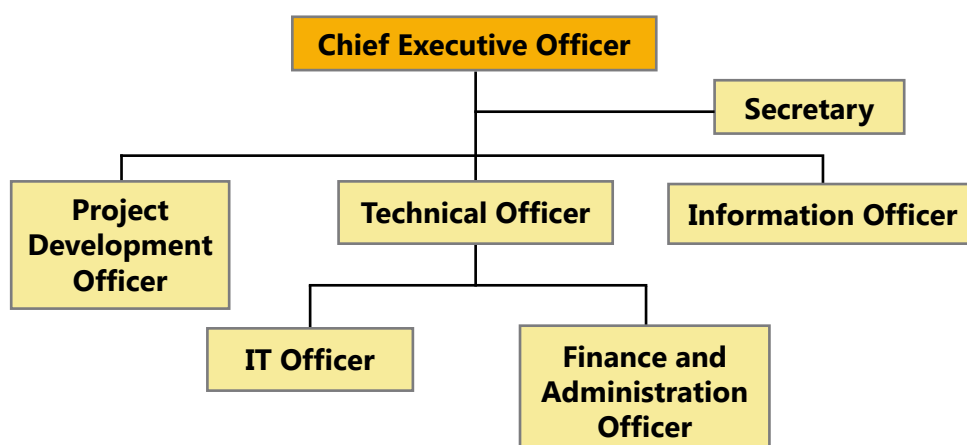 Chief Executive Officer
Secretary
Project
Development
Officer
Technical Officer
Information Officer
IT Officer
Finance and
Administration
Officer